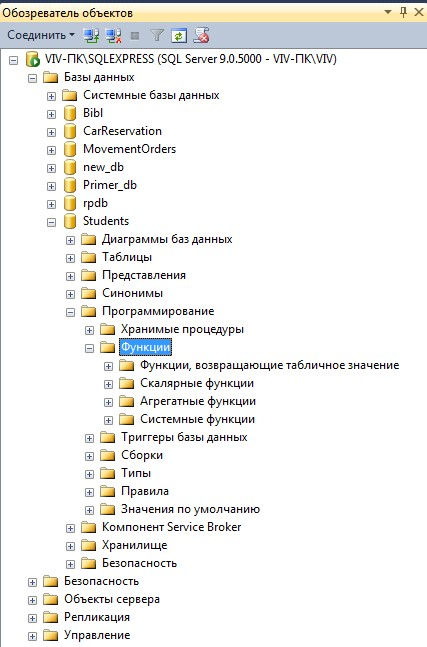 Обозреватель объектов
Соединить
VIV-ПК\SQLEXPRESS (SQL Server 9.0.5000 - VIV-ПК\VIV)
Базы данных
Системные базы данных
Bibl
CarReservation
MovementOrders
new_db
Primer_db
rpdb
Students
Диаграммы баз данных
Таблицы
Представления
Синонимы
Программирование
Хранимые процедуры
Функции
Функции, возвращающие табличное значение
Скалярные функции
Агрегатные функции
Системные функции
Триггеры базы данных
Сборки
Типы
Правила
Значения по умолчанию
Компонент Service Broker
Хранилище
Безопасность
Безопасность
Объекты сервера
Репликация
Управление